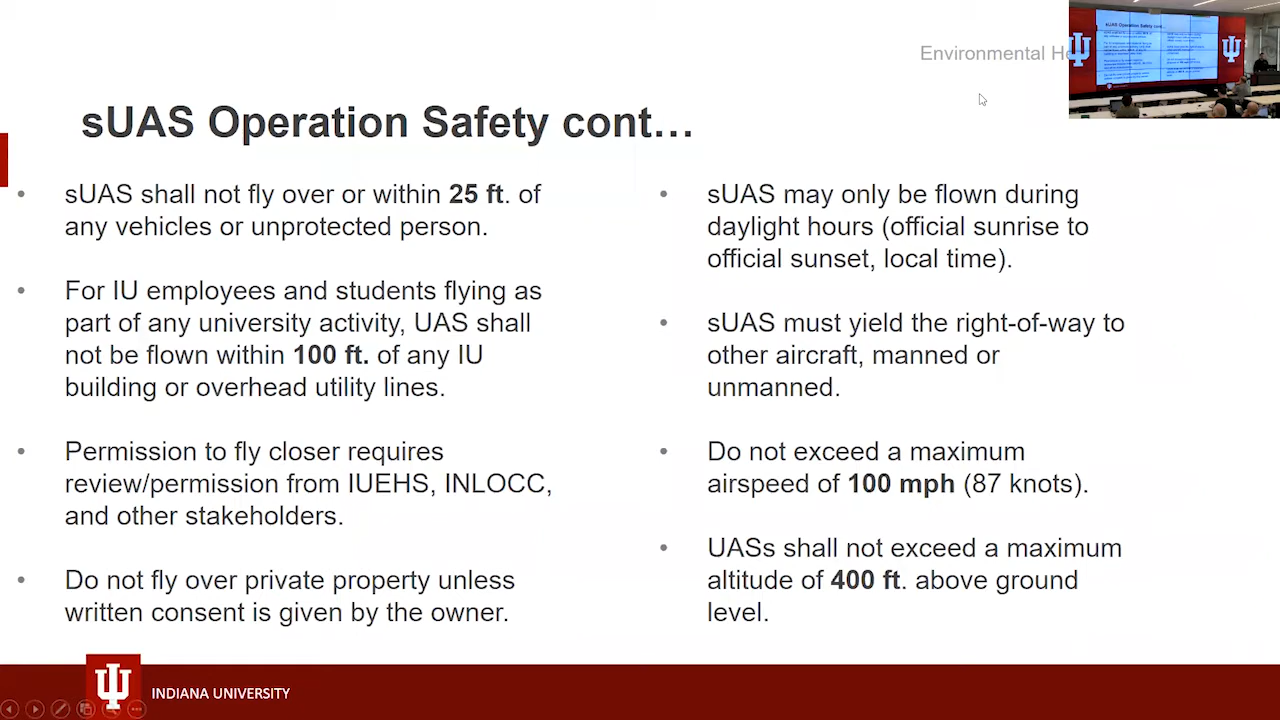 Environmental
sUAS Operation Safety cont…
• sUAS shall not fly over or within 25 ft. of
any vehicles or unprotected person.
• For IU employees and students flying as
part of any university activity, UAS shall
not be flown within 100 ft. of any IU
building or overhead utility lines.
• Permission to fly closer requires
review/permission from IUEHS, INLOCC,
and other stakeholders.
• Do not fly over private property unless
written consent is given by the owner.
• sUAS may only be flown during
daylight hours (official sunrise to
official sunset, local time).
• sUAS must yield the right-of-way to
other aircraft, manned or
unmanned.
• Do not exceed a maximum
airspeed of 100 mph (87 knots).
• UASs shall not exceed a maximum
altitude of 400 ft. above ground
level.
INDIANA UNIVERSITY